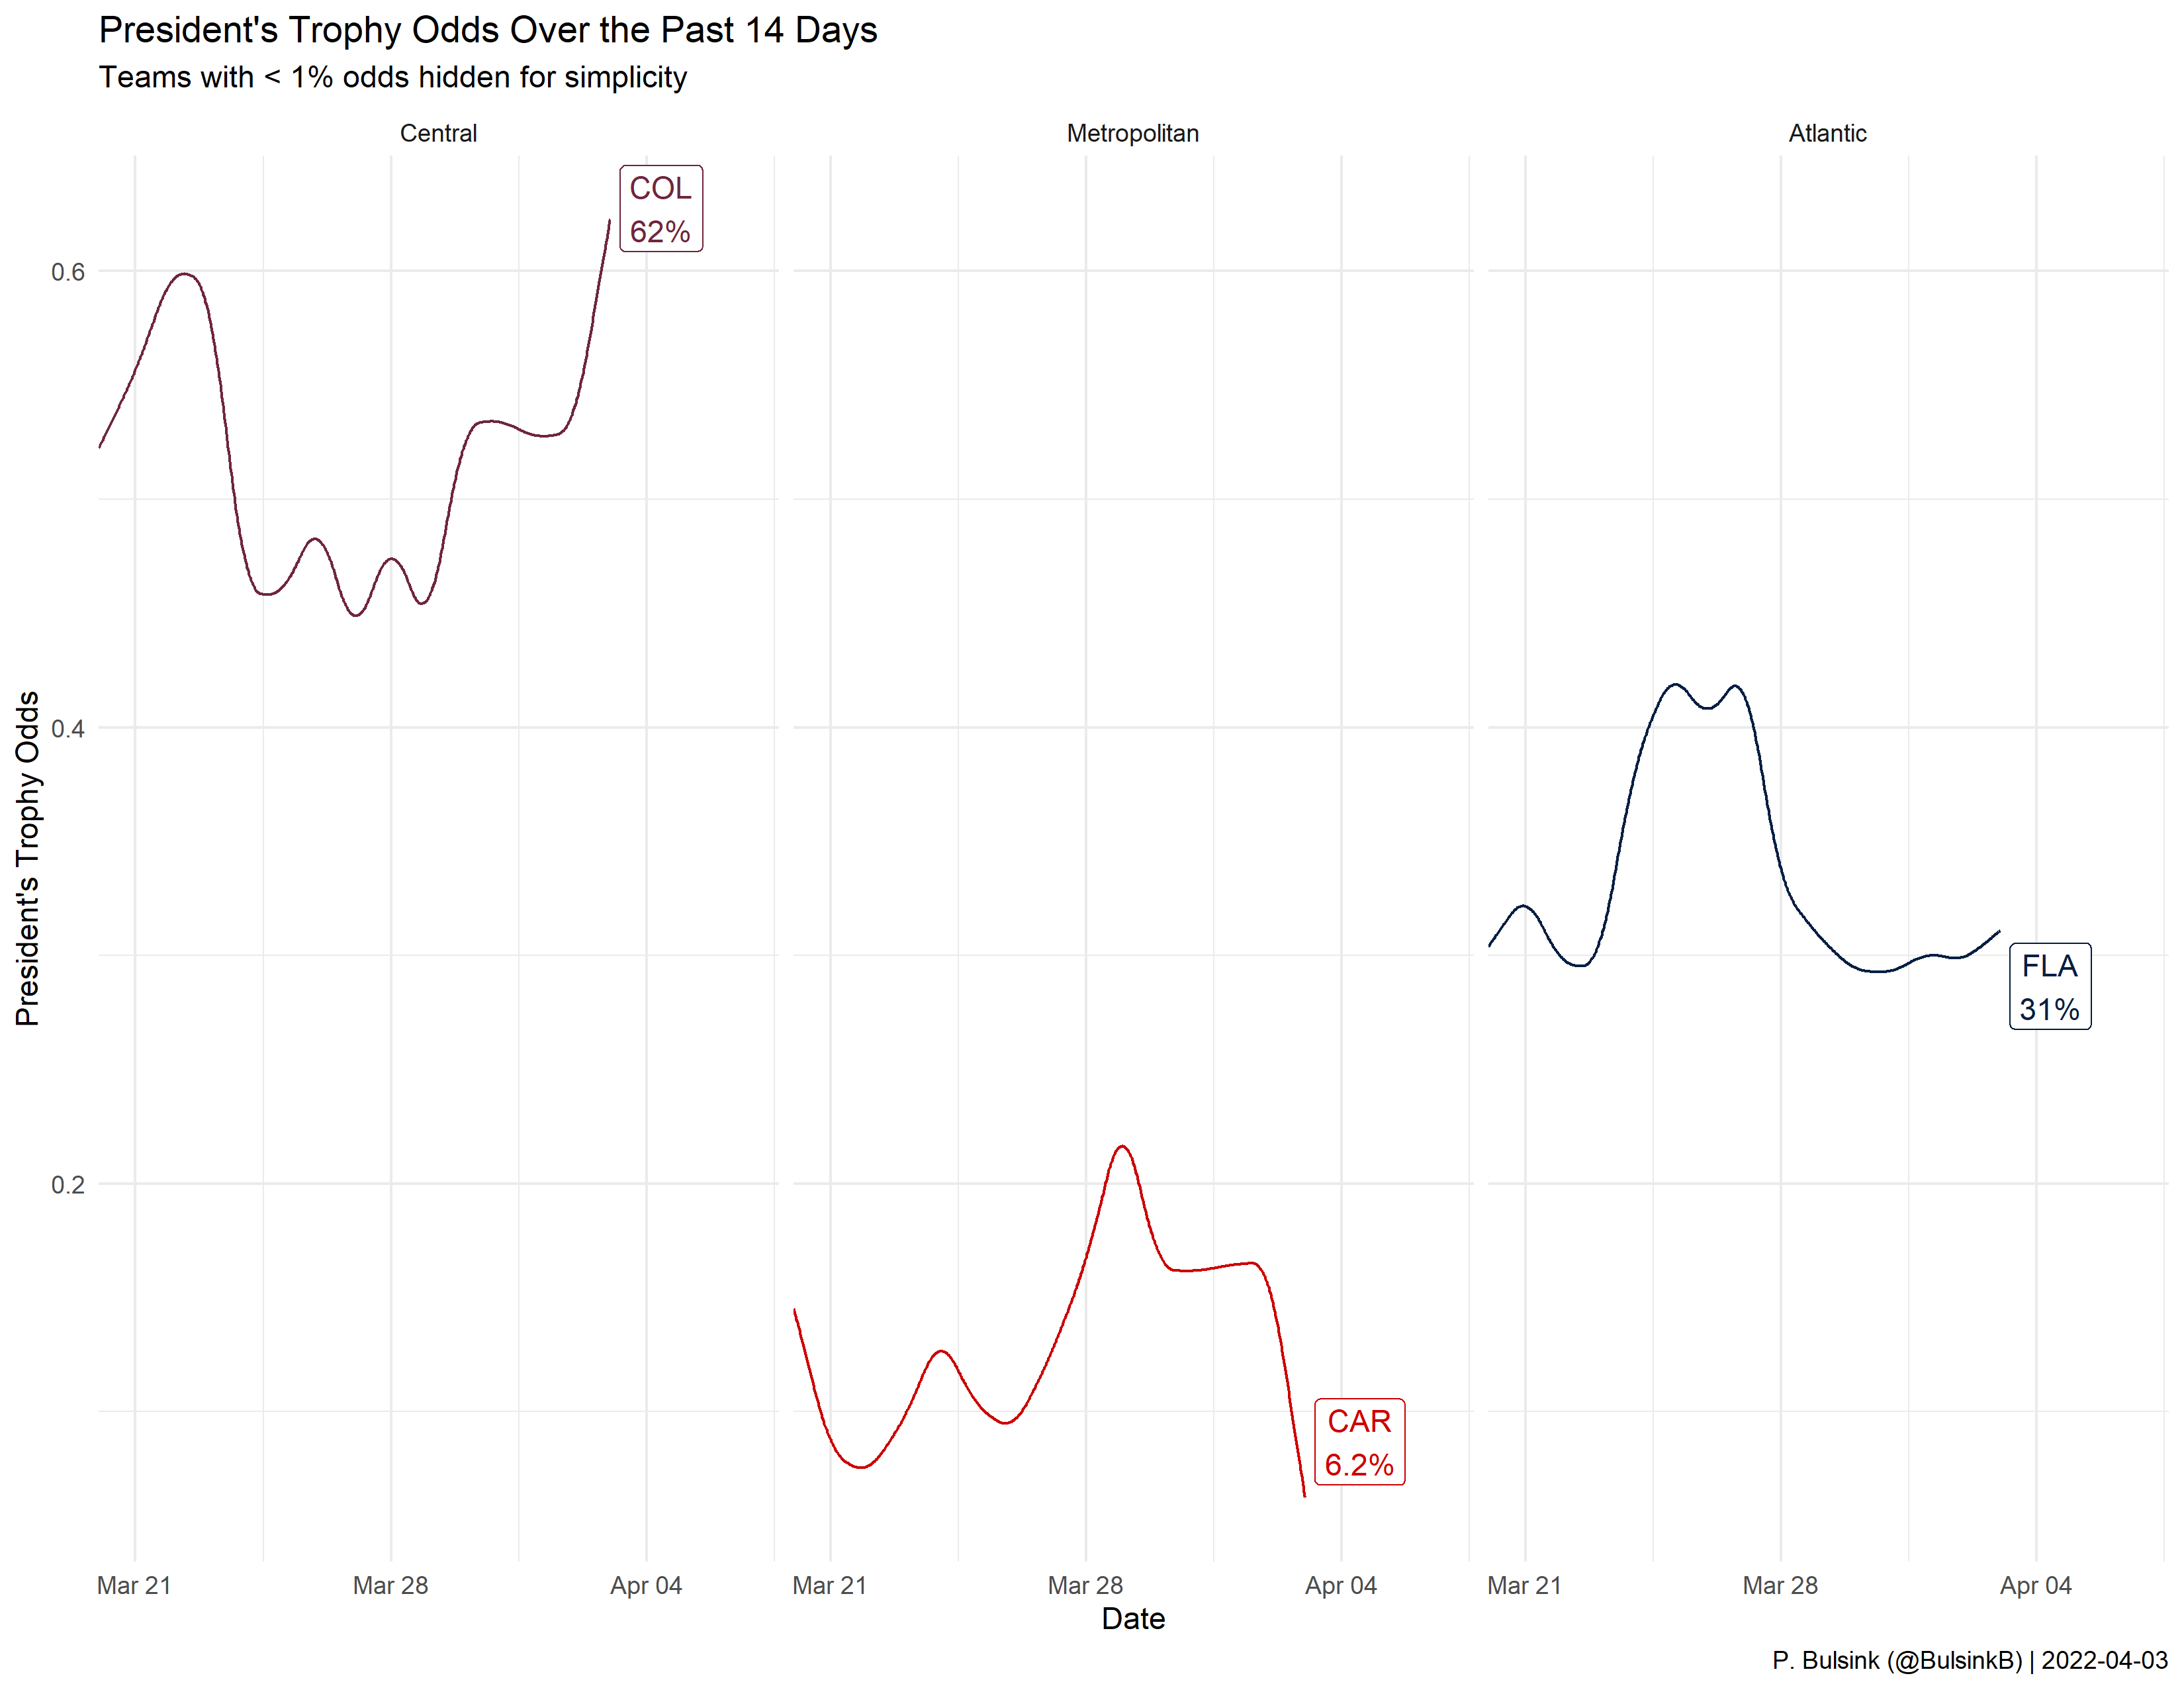 President's Trophy Odds Over the Past 14 Days
Teams with < 1% odds hidden for simplicity
Central
Metropolitan
Atlantic
COL
62%
CAR
6.2%
FLA
31%
President's Trophy Odds
0.6
0.4
0.2
Mar 21
Mar 28
Apr 04
Mar 21
Mar 28
Apr 04
Mar 21
Mar 28
Apr 04
Date
P. Bulsink (@BulsinkB) | 2022-04-03